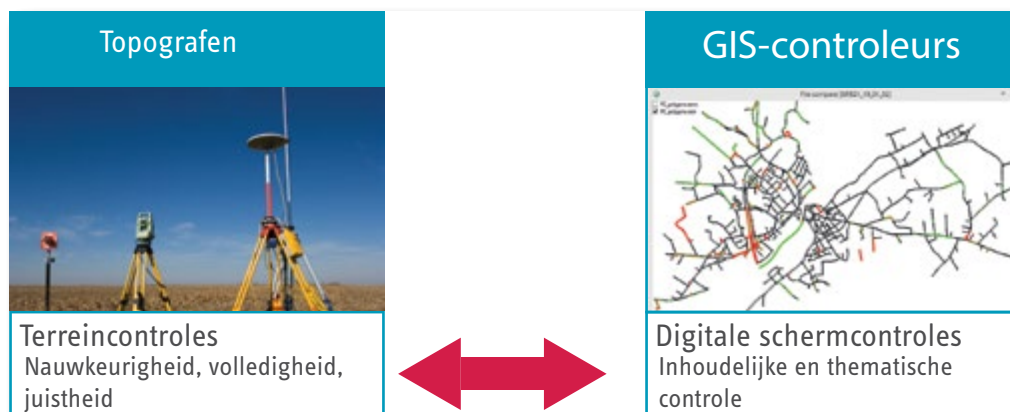 Topografen
GIS-controleurs
Terreincontroles
Nauwkeurigheid, volledigheid,
juistheid
Digitale schermcontroles
Inhoudelijke en thematische
controle